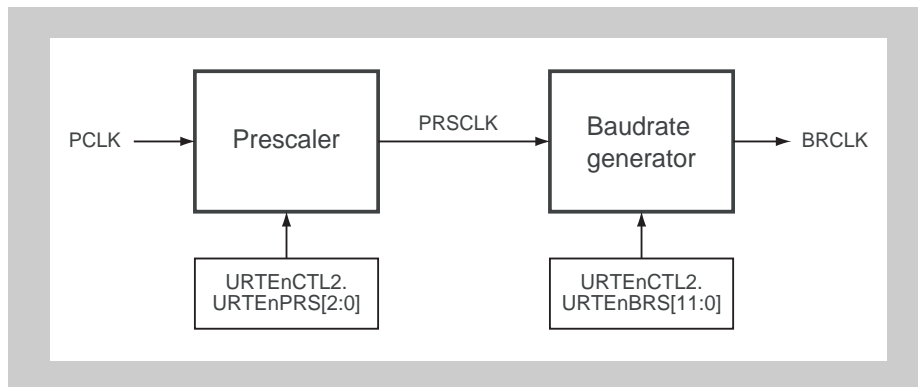 PCLK
Prescaler
PRSCLK
Baudrate
generator
BRCLK
URTEnCTL2.
URTEnPRS[2:0]
URTEnCTL2.
URTEnBRS[11:0]